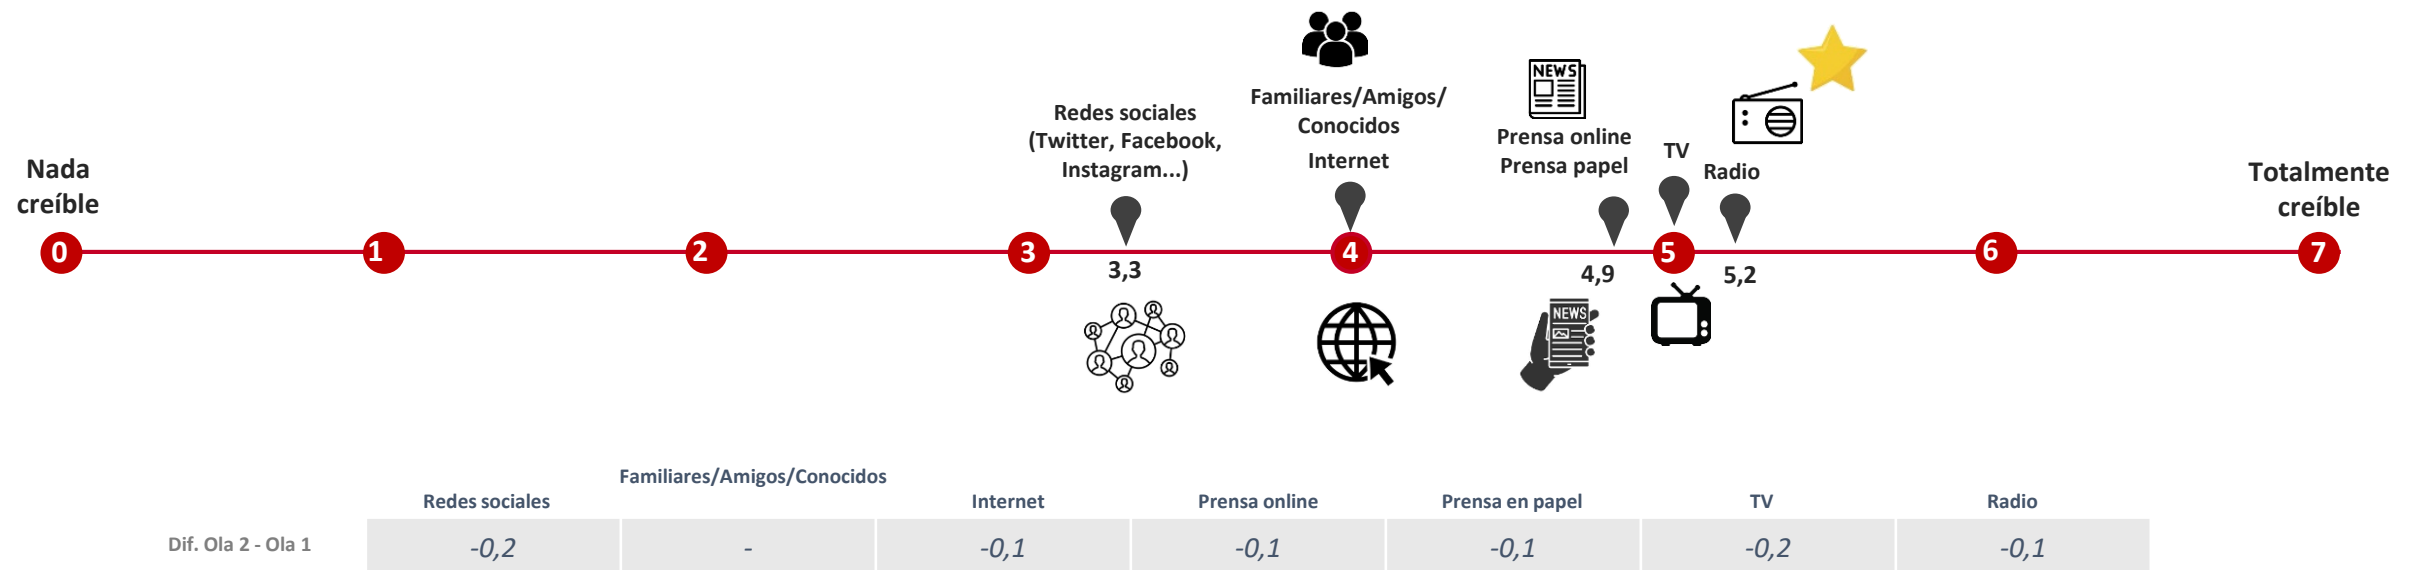 Nada
creíble
Redes sociales
(Twitter, Facebook,
Instagram...)
Familiares/Amigos/
Conocidos
Internet
NEWS
Prensa online
Prensa papel
TV
Radio
Totalmente
creíble
0 1 2 3 4 5 6 7
3,3 4,9 5,2
NEWS
Redes sociales Familiares/Amigos/Conocidos Internet Prensa online Prensa en papel TV Radio
Dif. Ola 2 - Ola 1 -0,2 - -0,1 -0,1 -0,1 -0,2 -0,1